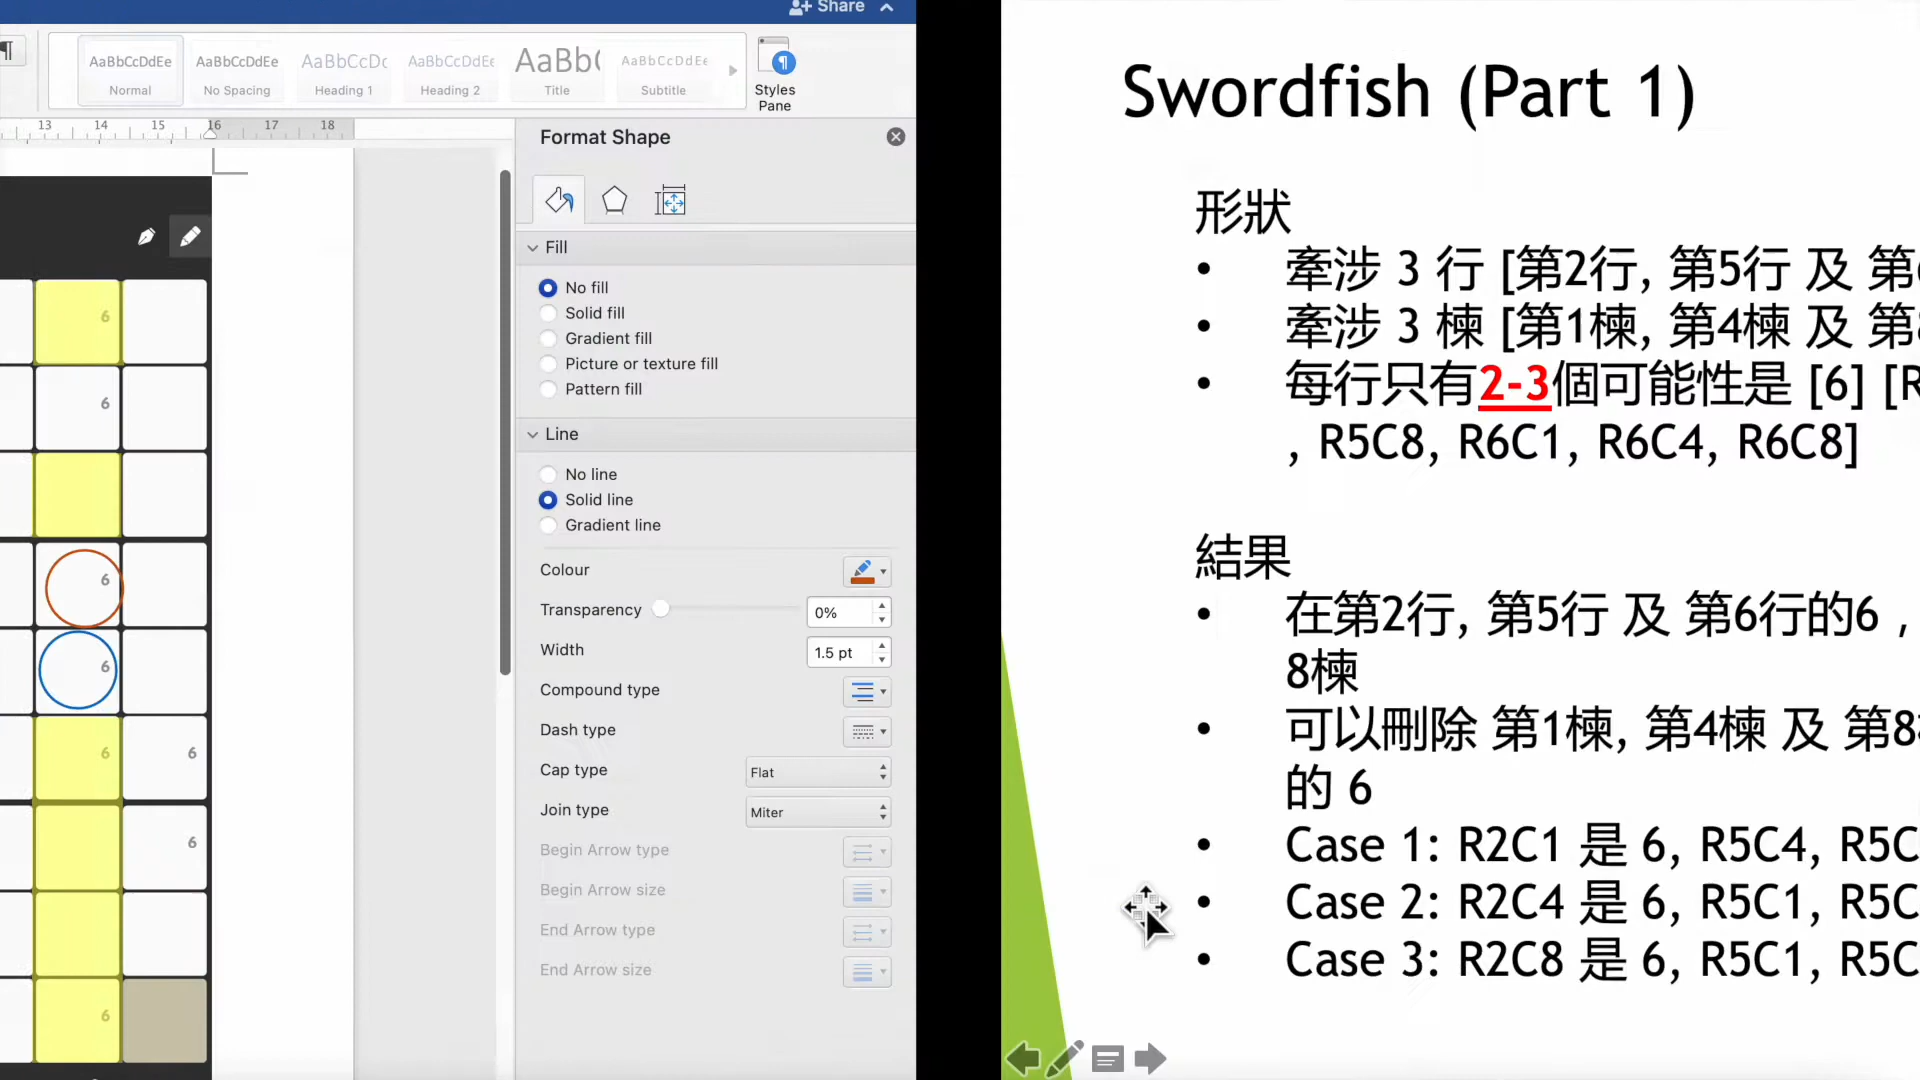 Share
AaBbCcDdEe
AaBbCcDdEe
AaBbCcDc
AaBbCcDdEe
AaBb(
AaBbCcDdEe
Normal
No Spacing
Heading 1
Heading 2
Title
Subtitle
Styles
Pane
13 14 15 16 17 18
Format Shape
Fill
No fill
Solid fill
Gradient fill
Picture or texture fill
Pattern fill
Line
No line
Solid line
Gradient line
Colour
Transparency 0%
Width 1.5 pt
Compound type
Dash type
Cap type Flat
Join type Miter
Begin Arrow type
Begin Arrow size
End Arrow type
End Arrow size
6
6
6
6
6 6
6
6
Swordfish (Part 1)
形狀
• 牽涉 3 行 [第2行, 第5行 及 第
• 牽涉 3 棟 [第1棟, 第4棟 及 第
• 每行只有2-3個可能性是 [6] [R
, R5C8, R6C1, R6C4, R6C8]
結果
• 在第2行, 第5行 及 第6行的6 ,
8棟
• 可以刪除 第1棟, 第4棟 及 第8
的 6
• Case 1: R2C1 是 6, R5C4, R5C
• Case 2: R2C4 是 6, R5C1, R5C
• Case 3: R2C8 是 6, R5C1, R5C